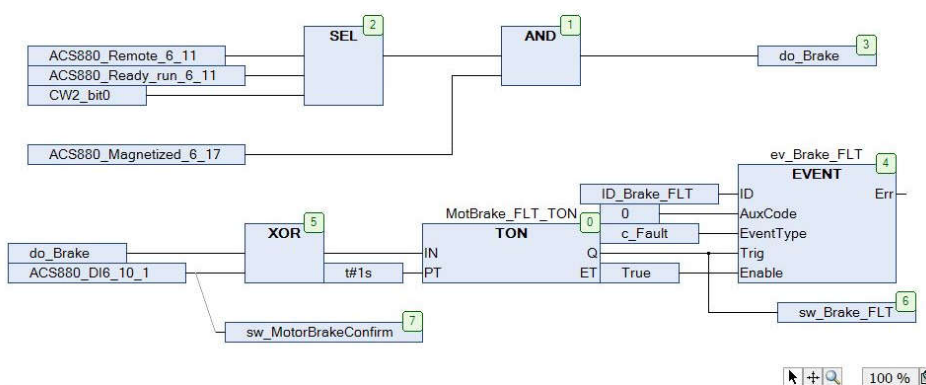 2
1
SEL
AND
3
ACS880_Remote_6_11
do_Brake
ACS880_Ready_run_6_11
CW2_bit0
ACS880_Magnetized_6_17
ev_Brake_FLT
4
EVENT
ID_Brake_FLT
ID
Err
MotBrake_FLT_TON
0
AuxCode
5
0
XOR
TON
c_Fault
EventType
do_Brake
IN
Q
Trig
ACS880_DI6_10_1
t#1s
PT
ET
True
Enable
6
sw_Brake_FLT
7
sw_MotorBrakeConfirm
100 %